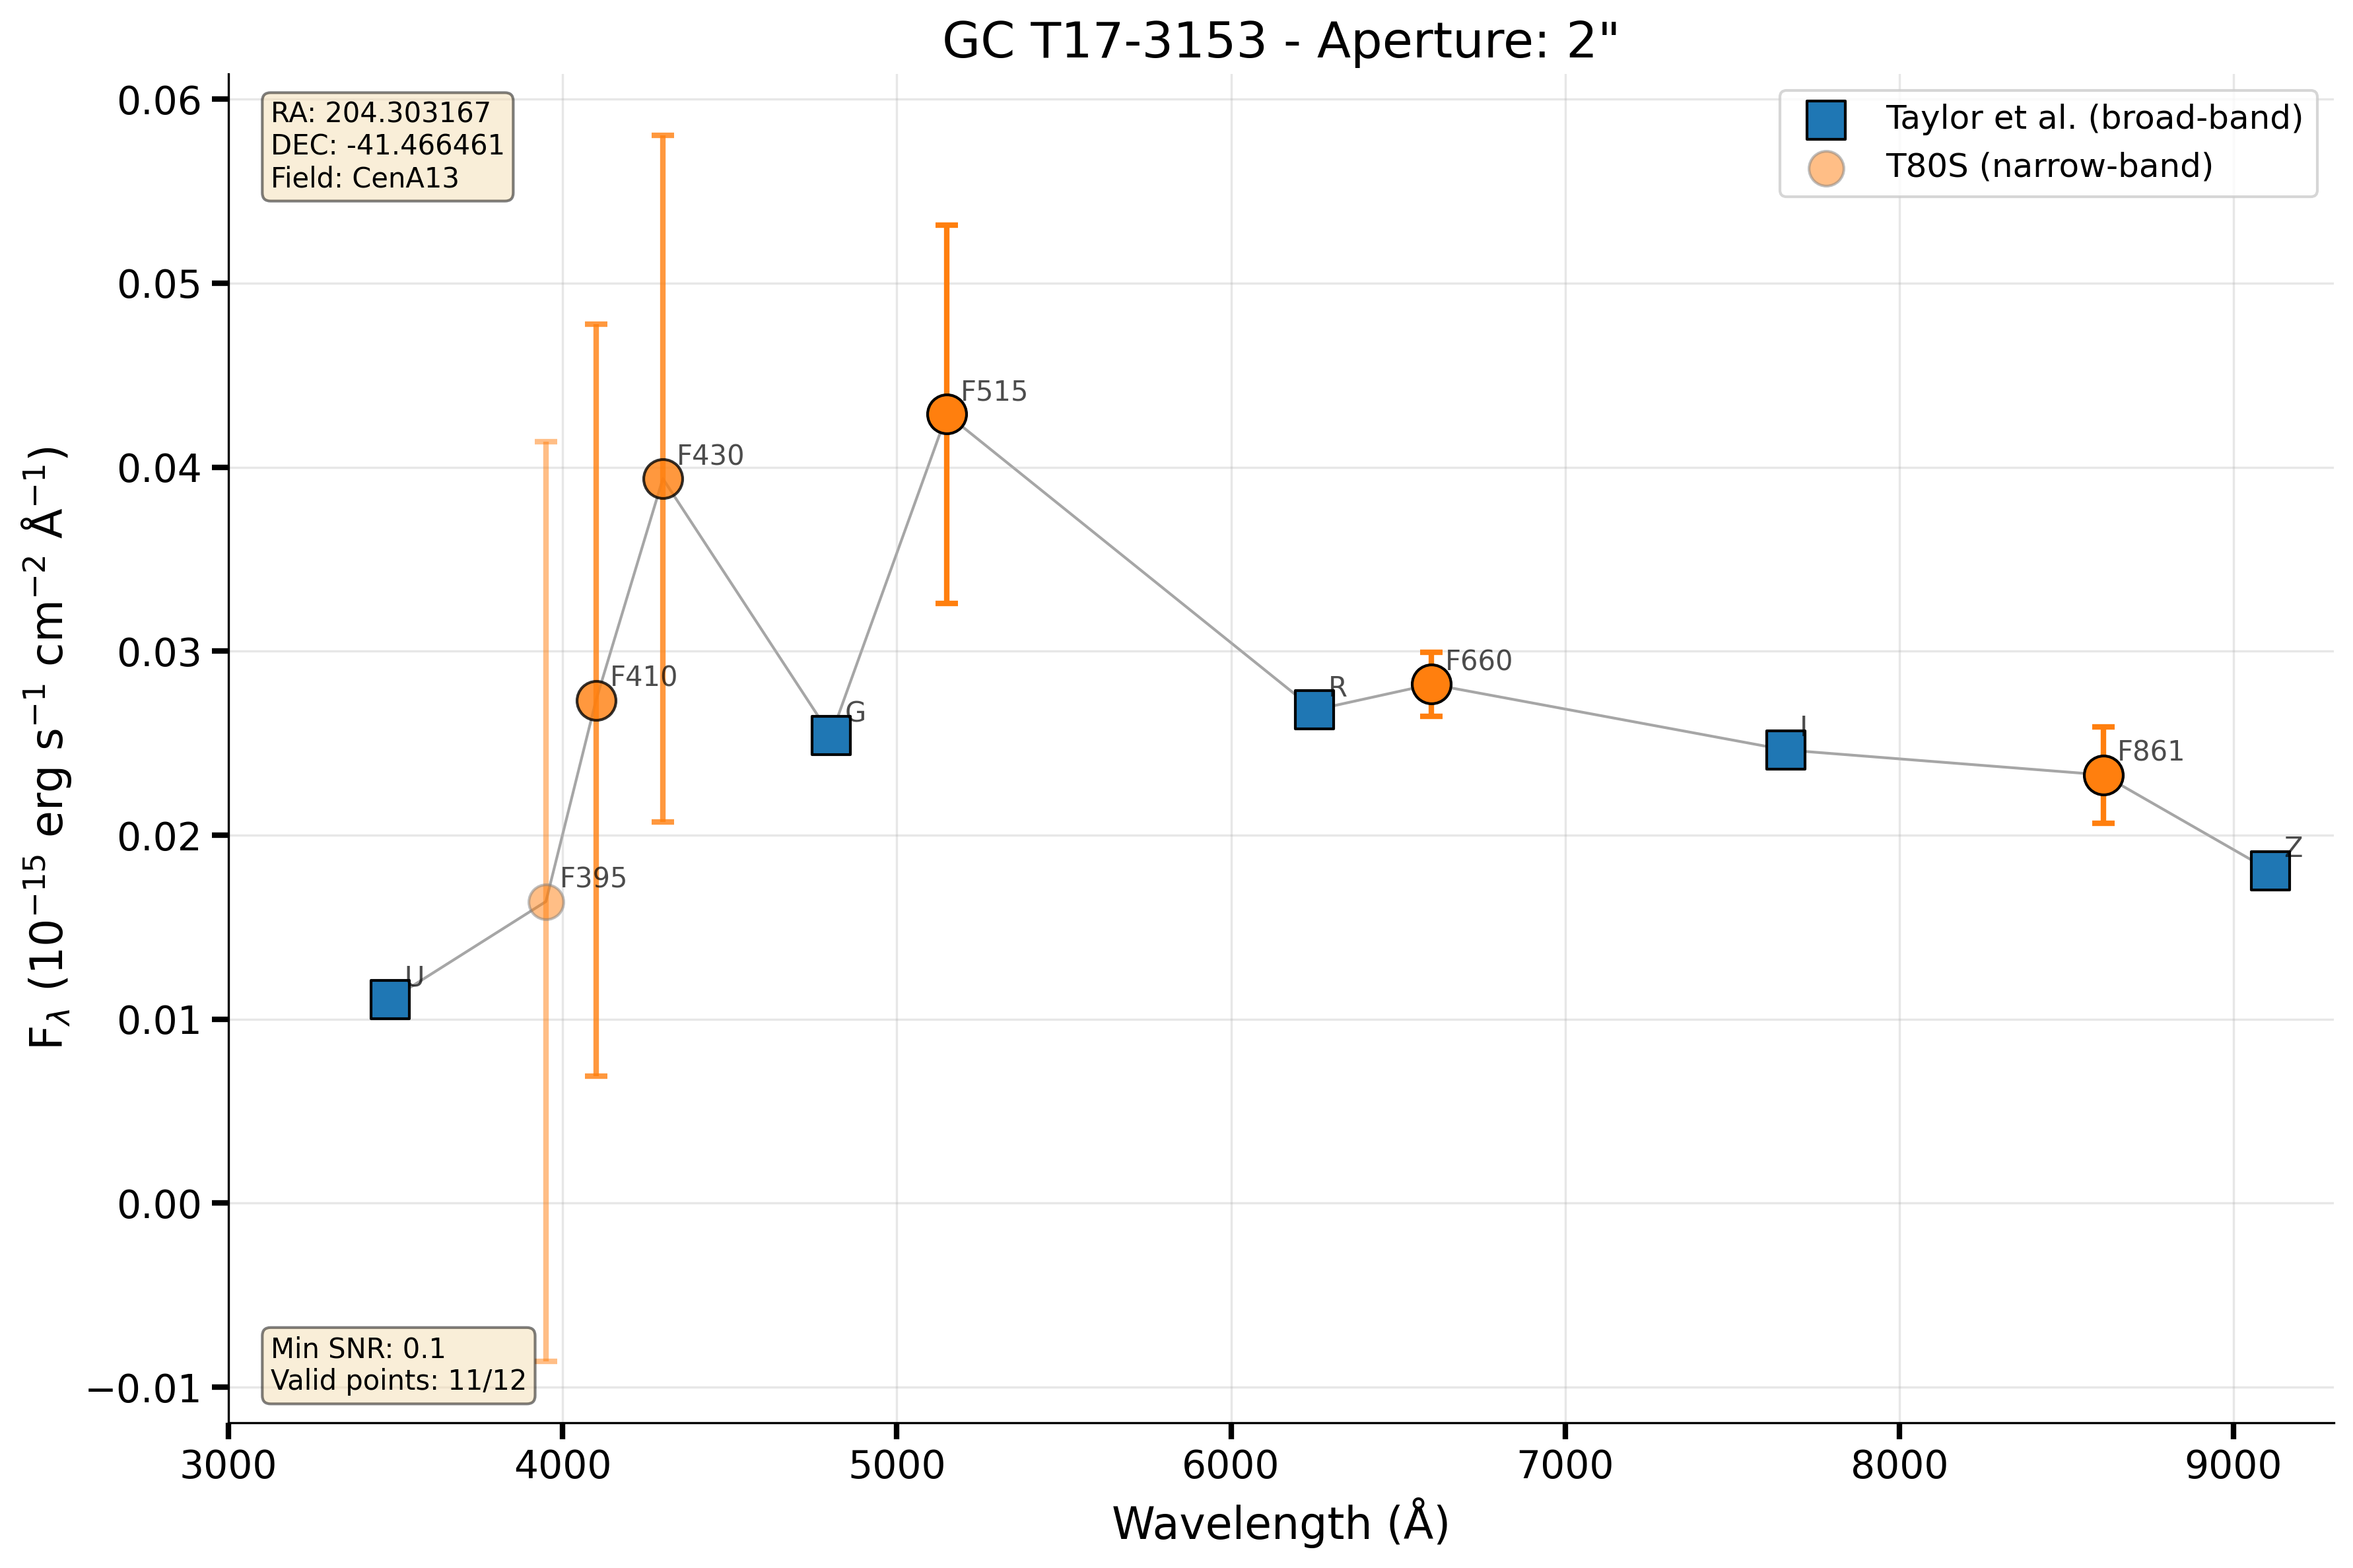 GC T17-3153 - Aperture: 2"
RA: 204.303167
DEC: -41.466461
Field: CenA13
Taylor et al. (broad-band)
T80S (narrow-band)
0.06
0.05
0.04
0.03
0.02
0.01
0.00
−0.01
F$_λ$ (10$^{−15}$ erg s$^{−1}$ cm$^{−2}$ Å$^{−1}$)
U
F395
F410
F430
G
F515
R
F660
I
F861
Z
Min SNR: 0.1
Valid points: 11/12
3000 4000 5000 6000 7000 8000 9000
Wavelength (Å)